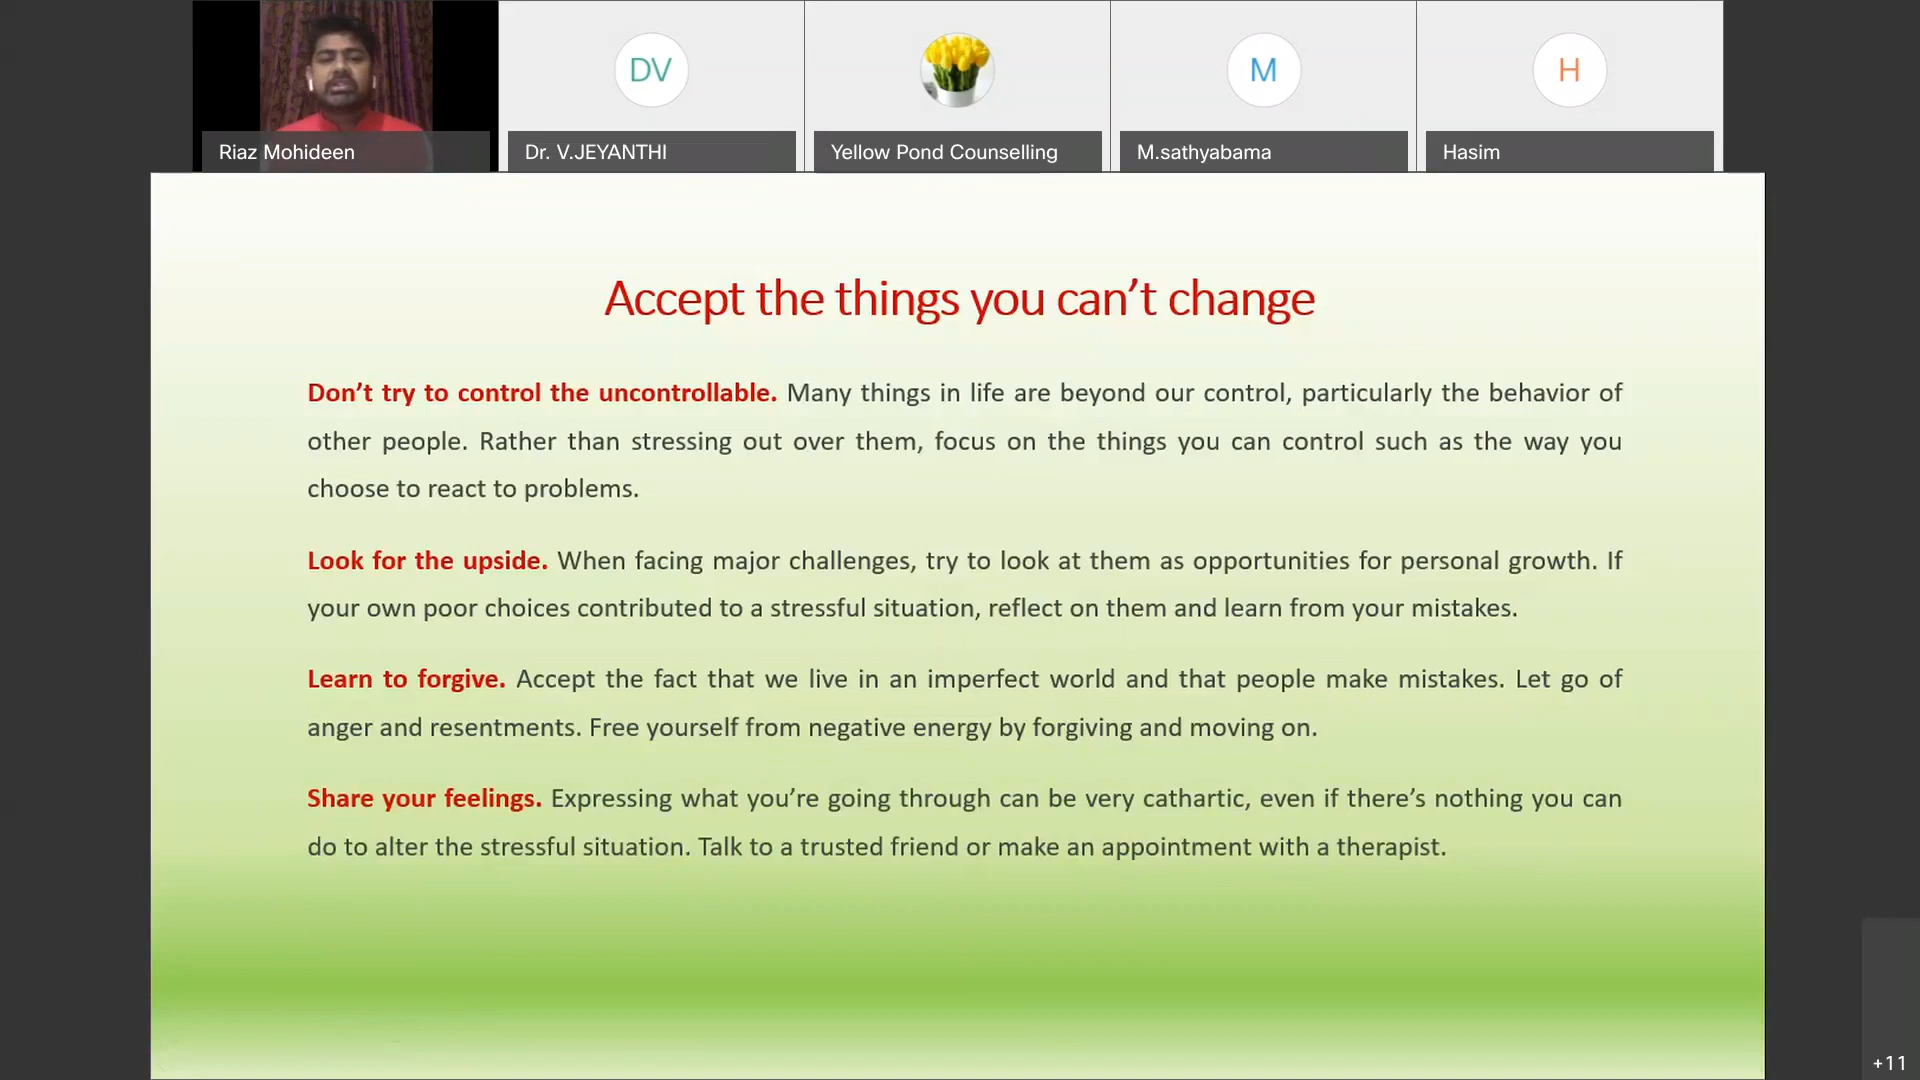 DV
M
H
Riaz Mohideen
Dr. V.JEYANTHI
Yellow Pond Counselling
M.sathyabama
Hasim
Accept the things you can’t change
Don’t try to control the uncontrollable. Many things in life are beyond our control, particularly the behavior of
other people. Rather than stressing out over them, focus on the things you can control such as the way you
choose to react to problems.
Look for the upside. When facing major challenges, try to look at them as opportunities for personal growth. If
your own poor choices contributed to a stressful situation, reflect on them and learn from your mistakes.
Learn to forgive. Accept the fact that we live in an imperfect world and that people make mistakes. Let go of
anger and resentments. Free yourself from negative energy by forgiving and moving on.
Share your feelings. Expressing what you’re going through can be very cathartic, even if there’s nothing you can
do to alter the stressful situation. Talk to a trusted friend or make an appointment with a therapist.
+11